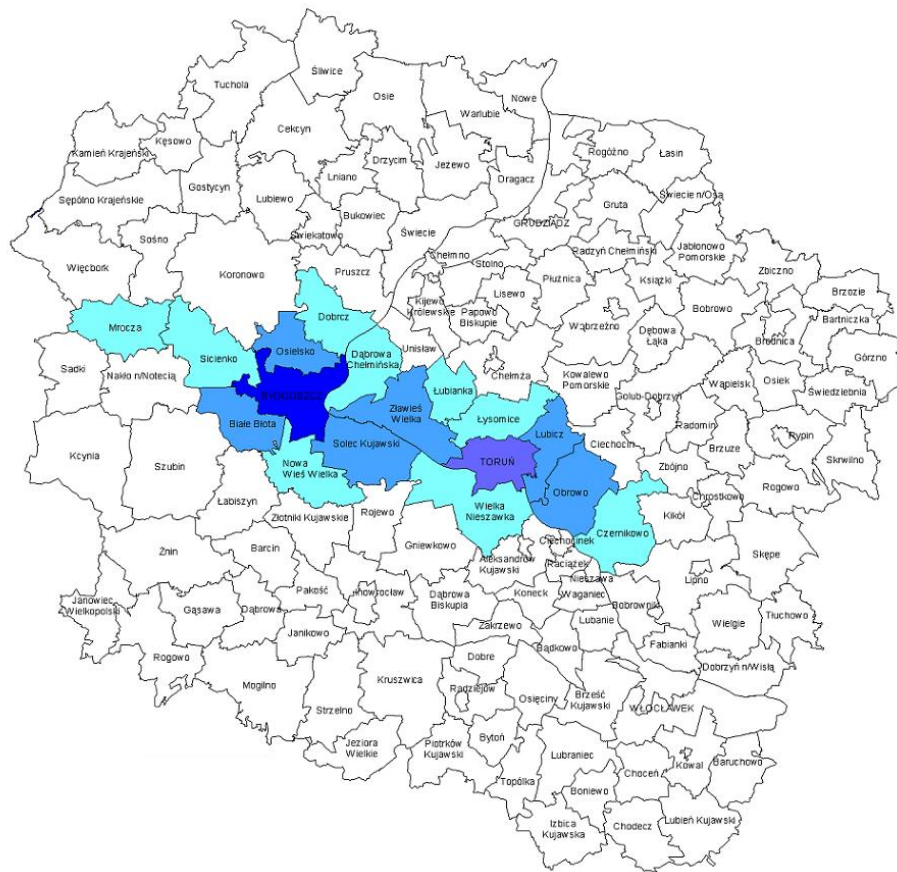 Śliwice
Tuchola
Osie
Nowe
Warlubie
Cekcyn
Kęsowo
Kamień Krajeński
Drzycim
Jeżewo
Rogóźno
Łasin
Lniano
Dragacz
Gostycyn
Sępólno Krajeńskie
Lubiewo
Świecie n/Osą
Gruta
Bukowiec
GRUDZIĄDZ
Świekatowo
Świecie
Sośno
Jabłonowo
Pomorskie
Radzyń Chełmiński
Chełmno
Stolno
Więcbork
Koronowo
Pruszcz
Płużnica
Książki
Zbiczno
Lisewo
Brzozie
Kijewo
Królewskie
Papowo
Biskupie
Bobrowo
Dobrcz
Bartniczka
Mrocza
Wąbrzeźno
Dębowa
Łąka
Brodnica
Sicienko
Osielsko
Unisław
Dąbrowa
Chełmińska
Górzno
Sadki
Nakło n/Notecią
Chełmża
Kowalewo
Pomorskie
Wąpielsk
Osiek
Świedziebnia
Łubianka
Golub-Dobrzyń
BYDGOSZCZ
Zławieś
Wielka
Łysomice
Radomin
Białe Błota
Rypin
Lubicz
Ciechocin
Brzuze
Solec Kujawski
Kcynia
Szubin
TORUŃ
Skrwilno
Nowa
Wieś Wielka
Zbójno
Obrowo
Rogowo
Chrostkowo
Łabiszyn
Wielka
Nieszawka
Kikół
Złotniki Kujawskie
Rojewo
Czernikowo
Ciechocinek
Gniewkowo
Żnin
Barcin
Aleksandrów
Kujawski
Raciążek
Skępe
Nieszawa
Lipno
Pakość
Inowrocław
Koneck
Waganiec
Dąbrowa
Biskupia
Bobrowniki
Janowiec
Wielkopolski
Gąsawa
Dąbrowa
Tłuchowo
Lubanie
Wielgie
Zakrzewo
Janikowo
Fabianki
Bądkowo
Rogowo
Dobre
Dobrzyń n/Wisłą
Kruszwica
Mogilno
Radziejów
Osięciny
Brześć
Kujawski
WŁOCŁAWEK
Strzelno
Bytoń
Jeziora
Wielkie
Piotrków
Kujawski
Lubraniec
Kowal
Baruchowo
Choceń
Topólka
Boniewo
Izbica
Kujawska
Chodecz
Lubień Kujawski